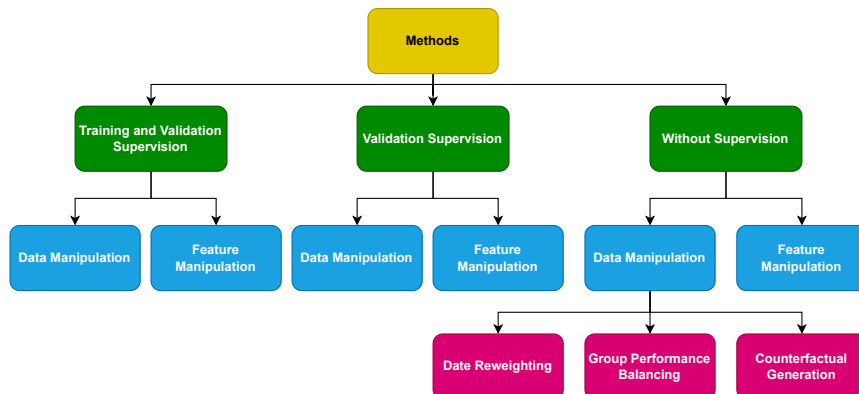 Methods
Training and Validation
Supervision
Validation Supervision
Without Supervision
Data Manipulation
Feature
Manipulation
Data Manipulation
Feature
Manipulation
Data Manipulation
Feature
Manipulation
Date Reweighting
Group Performance
Balancing
Counterfactual
Generation